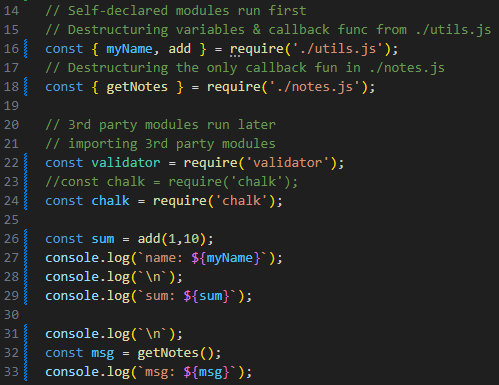 14 // Self-declared modules run first
15 // Destructuring variables & callback func from ./utils.js
16 const { myName, add } = require('./utils.js');
17 // Destructuring the only callback fun in ./notes.js
18 const { getNotes } = require('./notes.js');
19
20 // 3rd party modules run later
21 // importing 3rd party modules
22 const validator = require('validator');
23 //const chalk = require('chalk');
24 const chalk = require('chalk');
25
26 const sum = add(1,10);
27 console.log(`name: ${myName}`);
28 console.log(`\n`);
29 console.log(`sum: ${sum}`);
30
31 console.log(`\n`);
32 const msg = getNotes();
33 console.log(`msg: ${msg}`);